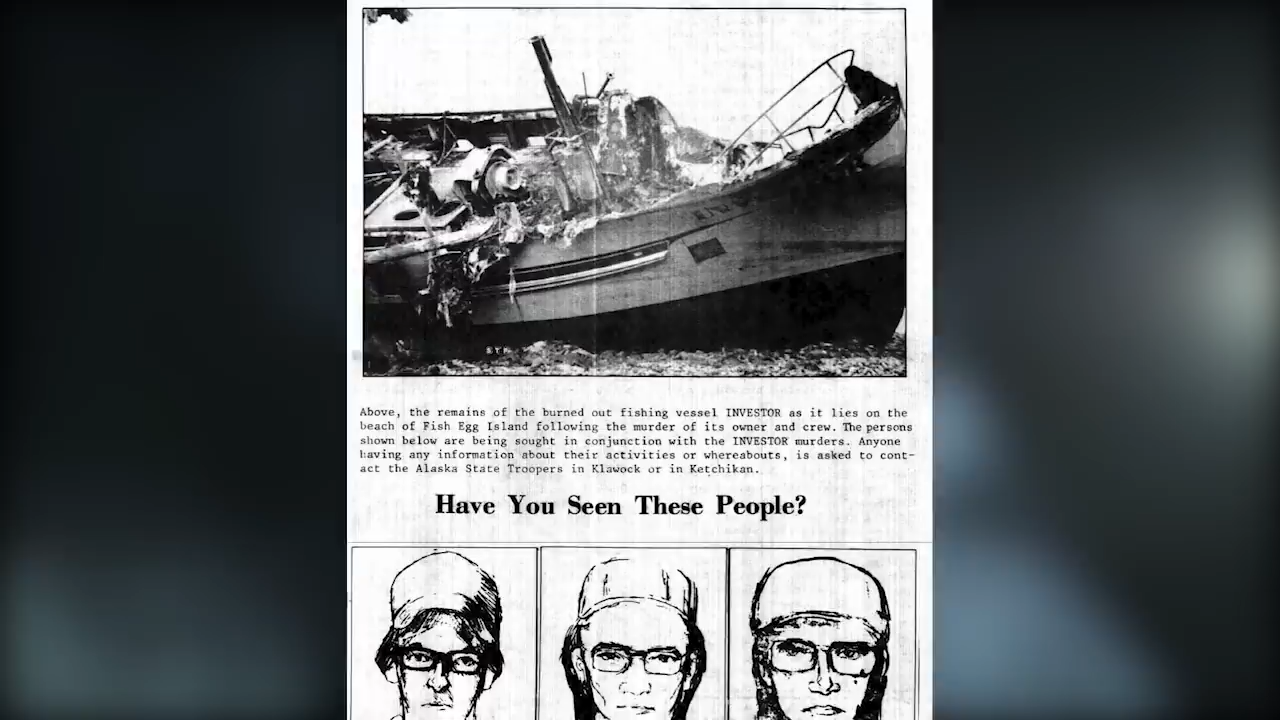 Above, the remains of the burned out fishing vessel INVESTOR as it lies on the
beach of Fish Egg Island following the murder of its owner and crew. The persons
shown below are being sought in conjunction with the INVESTOR murders. Anyone
having any information about their activities or whereabouts, is asked to cont-
act the Alaska State Troopers in Klawock or in Ketchikan.
Have You Seen These People?